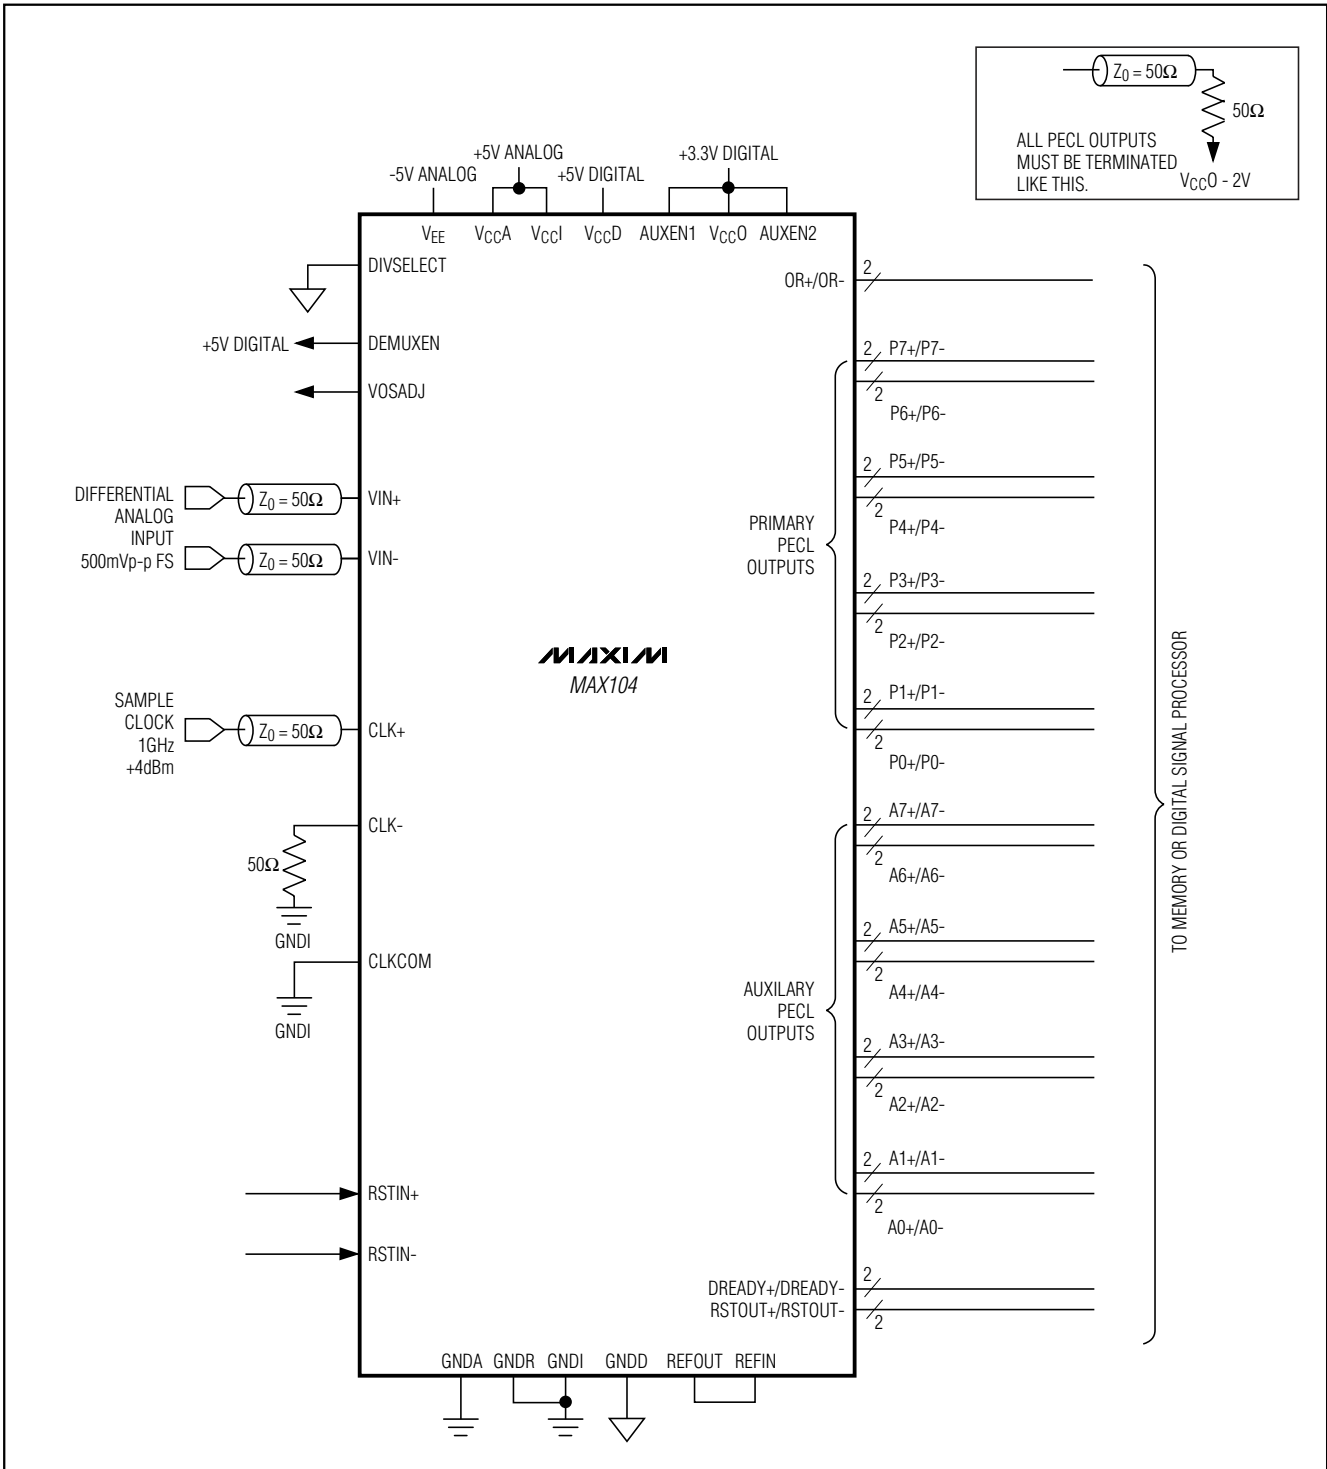 Z0 = 50Ω
50Ω
ALL PECL OUTPUTS
MUST BE TERMINATED
LIKE THIS.
VCCO - 2V
-5V ANALOG
+5V ANALOG
+5V DIGITAL
+3.3V DIGITAL
VEE VCCA VCCI VCCD AUXEN1 VCCO AUXEN2
DIVSELECT
+5V DIGITAL
DEMUXEN
VOSADJ
DIFFERENTIAL
ANALOG
INPUT
500mVp-p FS
Z0 = 50Ω
VIN+
Z0 = 50Ω
VIN-
MAXIM
MAX104
SAMPLE
CLOCK
1GHz
+4dBm
Z0 = 50Ω
CLK+
CLK-
50Ω
GNDI
CLKCOM
GNDI
RSTIN+
RSTIN-
OR+/OR-
2
PRIMARY
PECL
OUTPUTS
2 P7+/P7-
2
P6+/P6-
2 P5+/P5-
2
P4+/P4-
2 P3+/P3-
2
P2+/P2-
2 P1+/P1-
2
P0+/P0-
AUXILARY
PECL
OUTPUTS
2 A7+/A7-
2
A6+/A6-
2 A5+/A5-
2
A4+/A4-
2 A3+/A3-
2
A2+/A2-
2 A1+/A1-
2
A0+/A0-
DREADY+/DREADY-
2
RSTOUT+/RSTOUT-
2
TO MEMORY OR DIGITAL SIGNAL PROCESSOR
GNDA GNDR GNDI GNDD REFOUT REFIN